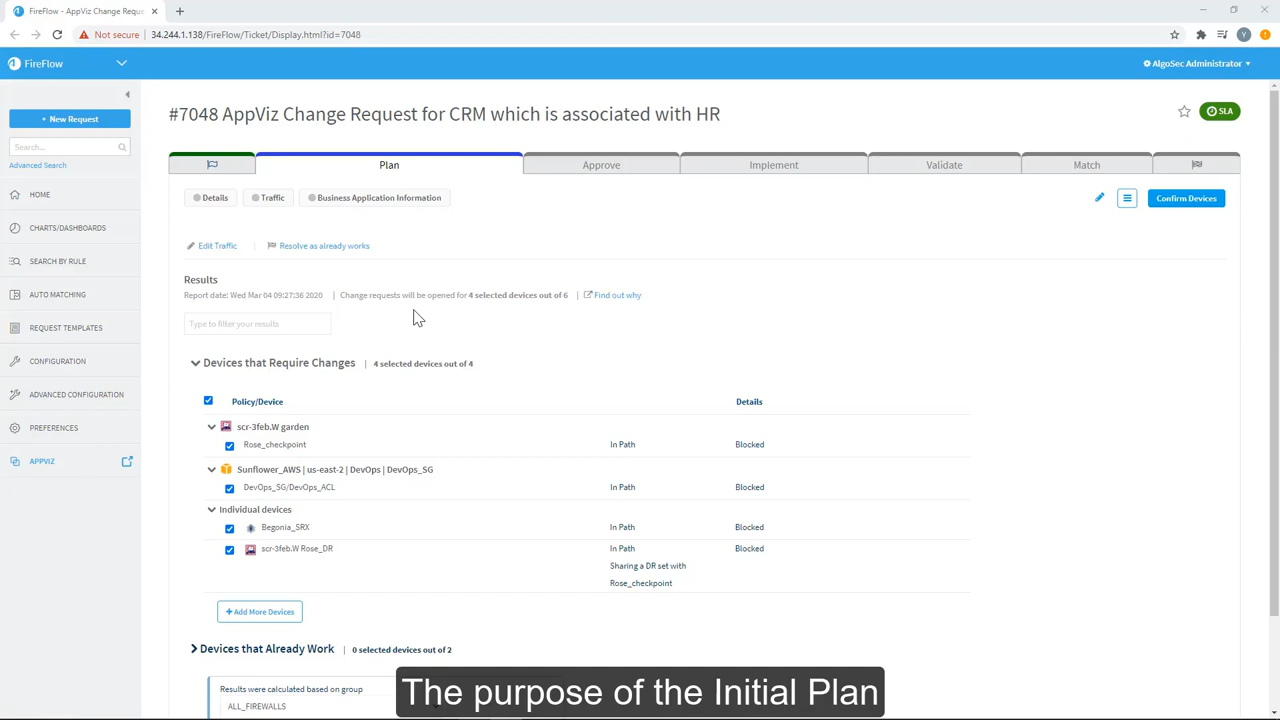 FireFlow - AppViz Change Reques
Not secure | 34.244.1.138/FireFlow/Ticket/Display.html?id=7048
Y
FireFlow
AlgoSec Administrator
+ New Request
Search...
Advanced Search
HOME
CHARTS/DASHBOARDS
SEARCH BY RULE
AUTO MATCHING
REQUEST TEMPLATES
CONFIGURATION
ADVANCED CONFIGURATION
PREFERENCES
APPVIZ
#7048 AppViz Change Request for CRM which is associated with HR
SLA
Plan
Approve
Implement
Validate
Match
Details
Traffic
Business Application Information
Confirm Devices
Edit Traffic | Resolve as already works
Results
Report date: Wed Mar 04 09:27:36 2020 | Change requests will be opened for 4 selected devices out of 6 | Find out why
Type to filter your results
Devices that Require Changes | 4 selected devices out of 4
Policy/Device Details
scr-3feb.W garden
Rose_checkpoint In Path Blocked
Sunflower_AWS | us-east-2 | DevOps | DevOps_SG
DevOps_SG/DevOps_ACL In Path Blocked
Individual devices
Begonia_SRX In Path Blocked
scr-3feb.W Rose_DR In Path Blocked
Sharing a DR set with
Rose_checkpoint
+ Add More Devices
Devices that Already Work | 0 selected devices out of 2
Results were calculated based on group
ALL_FIREWALLS
The purpose of the Initial Plan